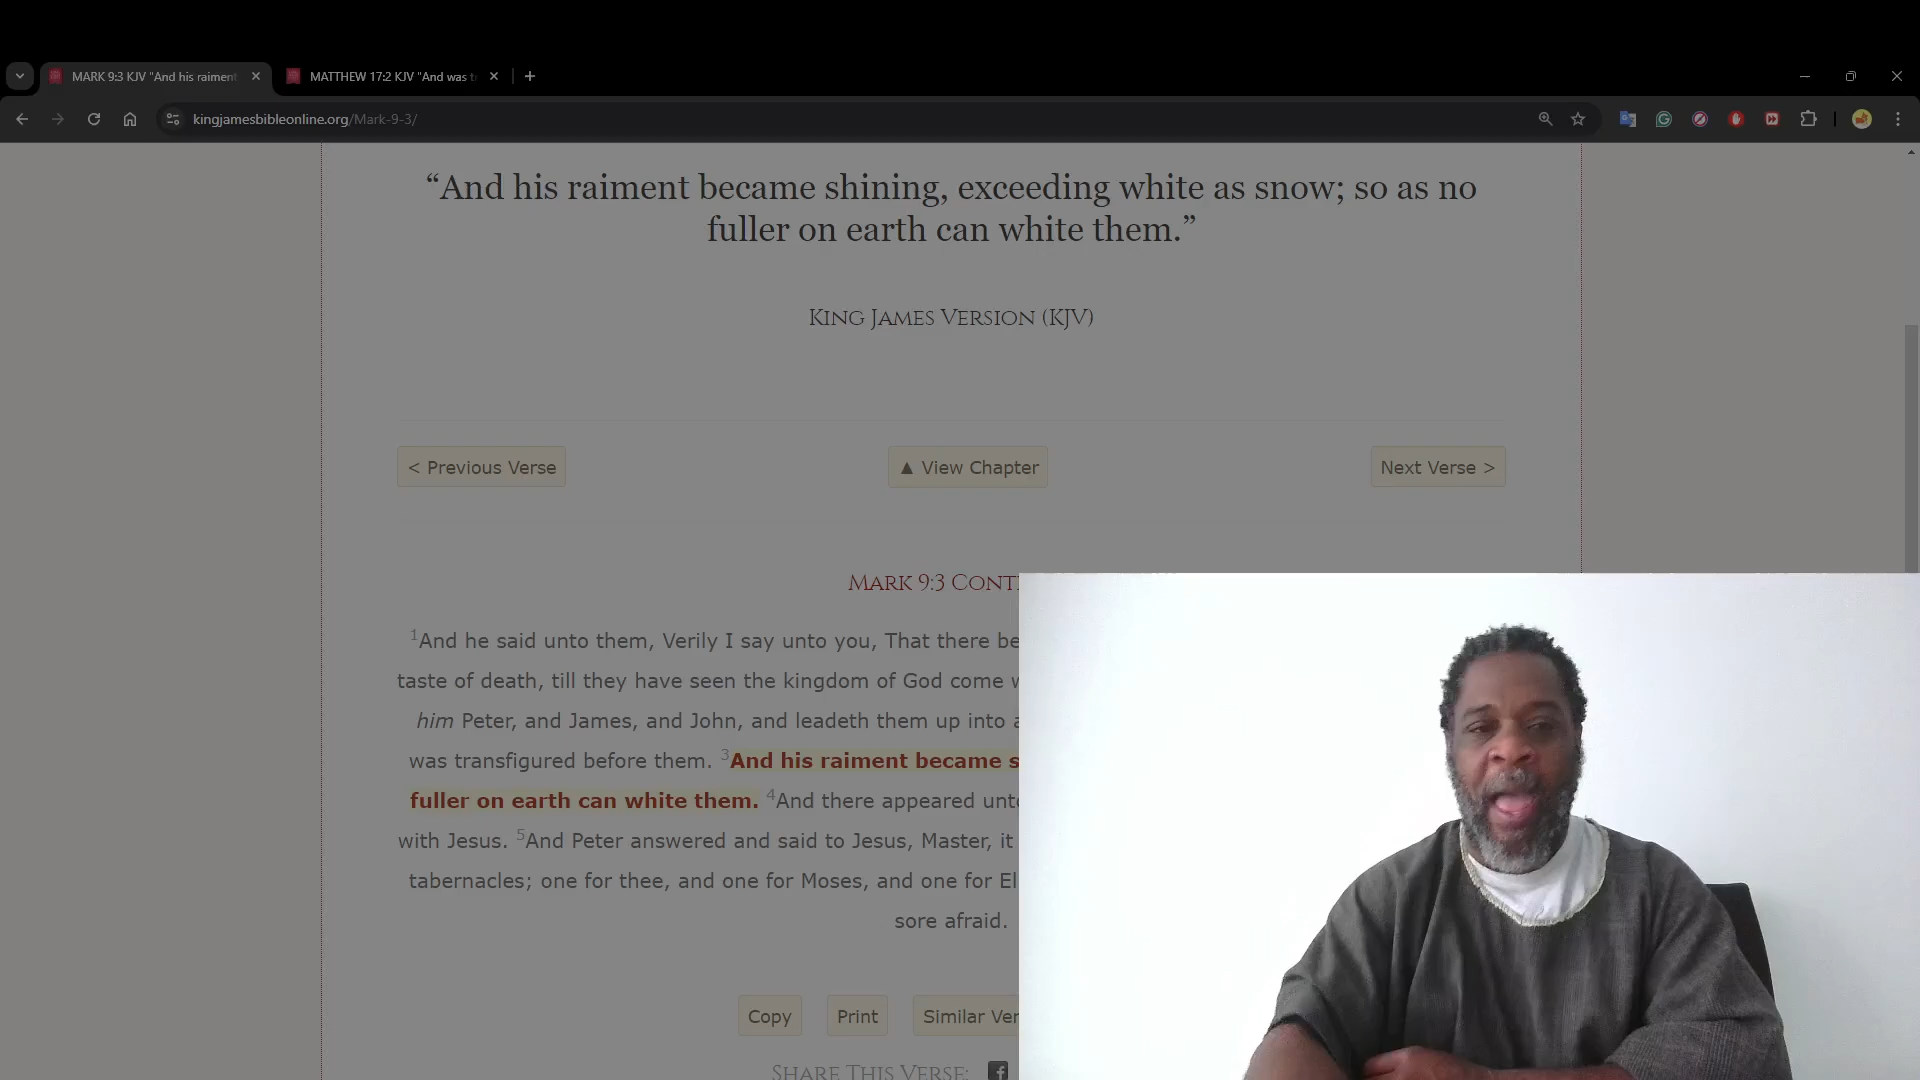 MARK 9:3 KJV "And his raiment
MATTHEW 17:2 KJV "And was t
kingjamesbibleonline.org/Mark-9-3/
“And his raiment became shining, exceeding white as snow; so as no
fuller on earth can white them.”
King James Version (KJV)
< Previous Verse
▲ View Chapter
Next Verse >
Mark 9:3 Cont
1And he said unto them, Verily I say unto you, That there be
taste of death, till they have seen the kingdom of God come
him Peter, and James, and John, and leadeth them up into a
was transfigured before them. 3And his raiment became s
fuller on earth can white them. 4And there appeared unto
with Jesus. 5And Peter answered and said to Jesus, Master, it
tabernacles; one for thee, and one for Moses, and one for El
sore afraid.
Copy
Print
Similar Ver
Share This Verse: